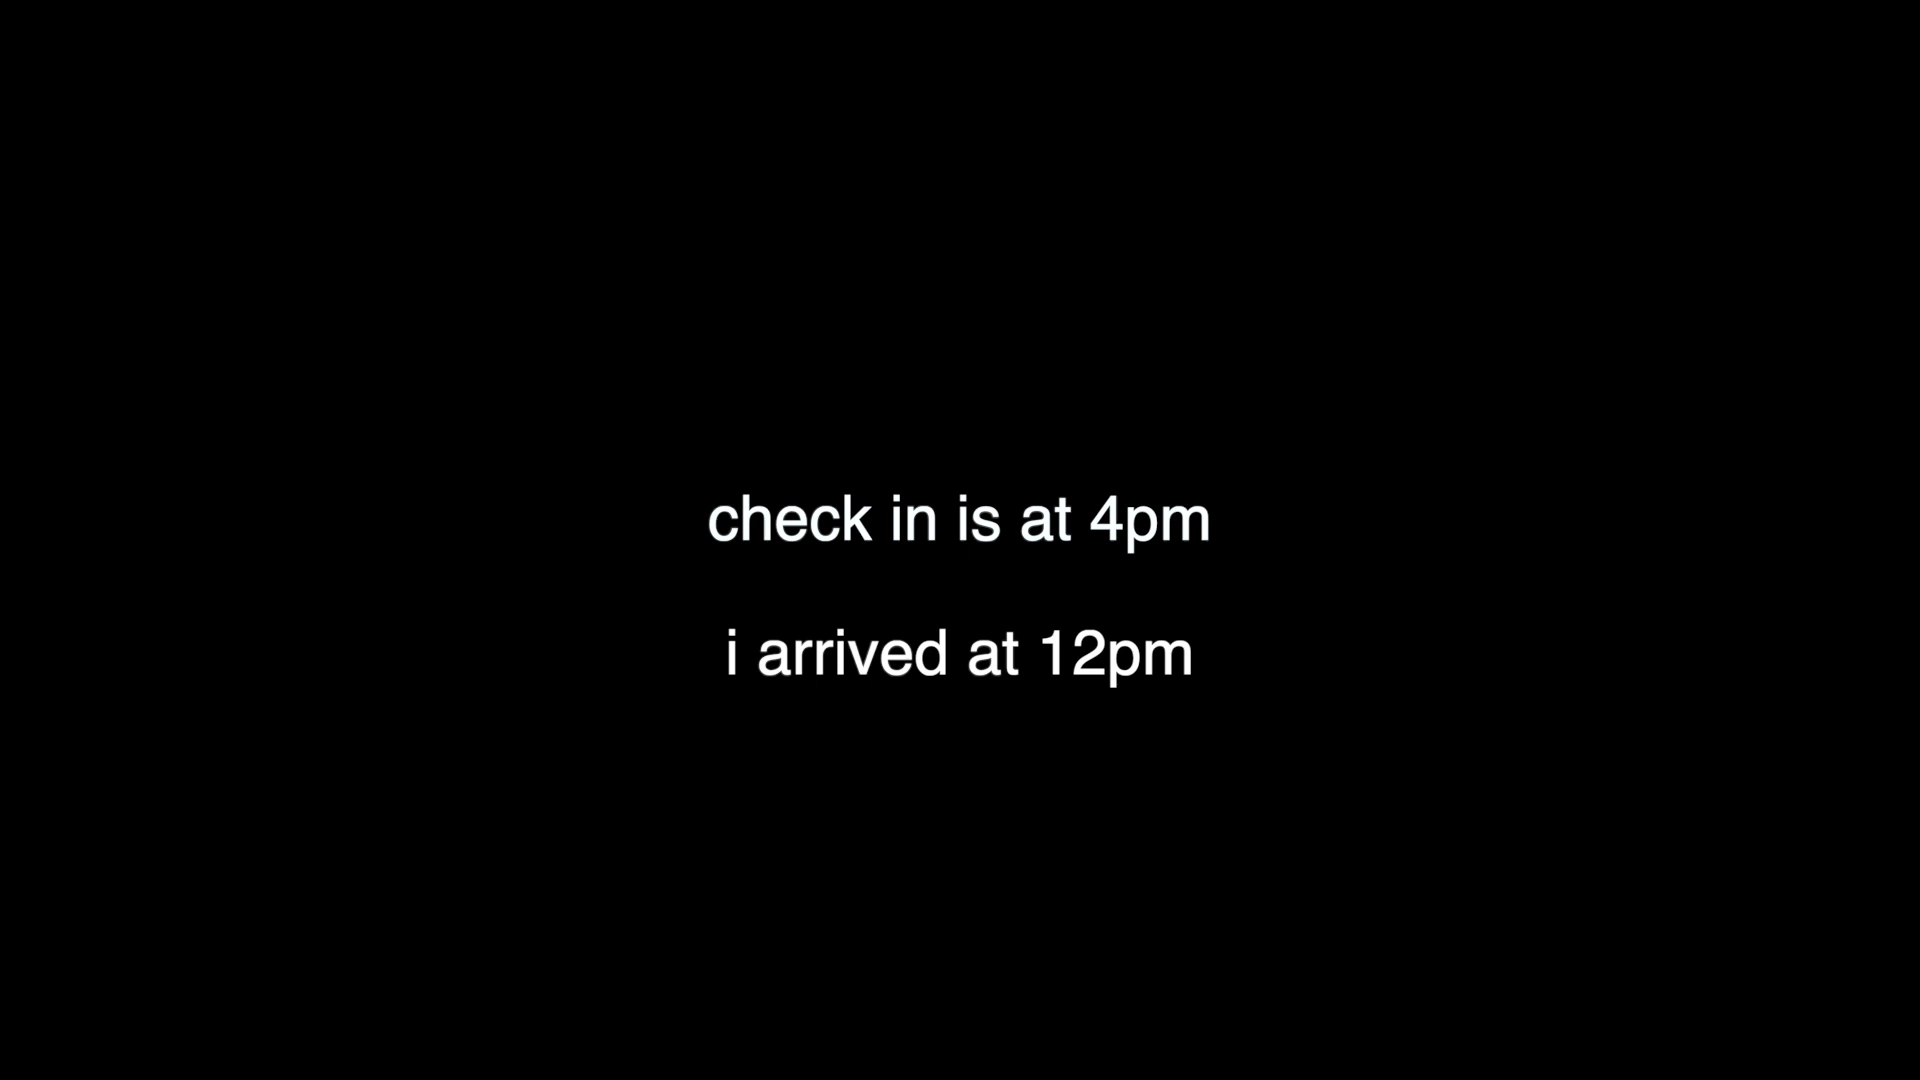 check in is at 4pm
i arrived at 12pm